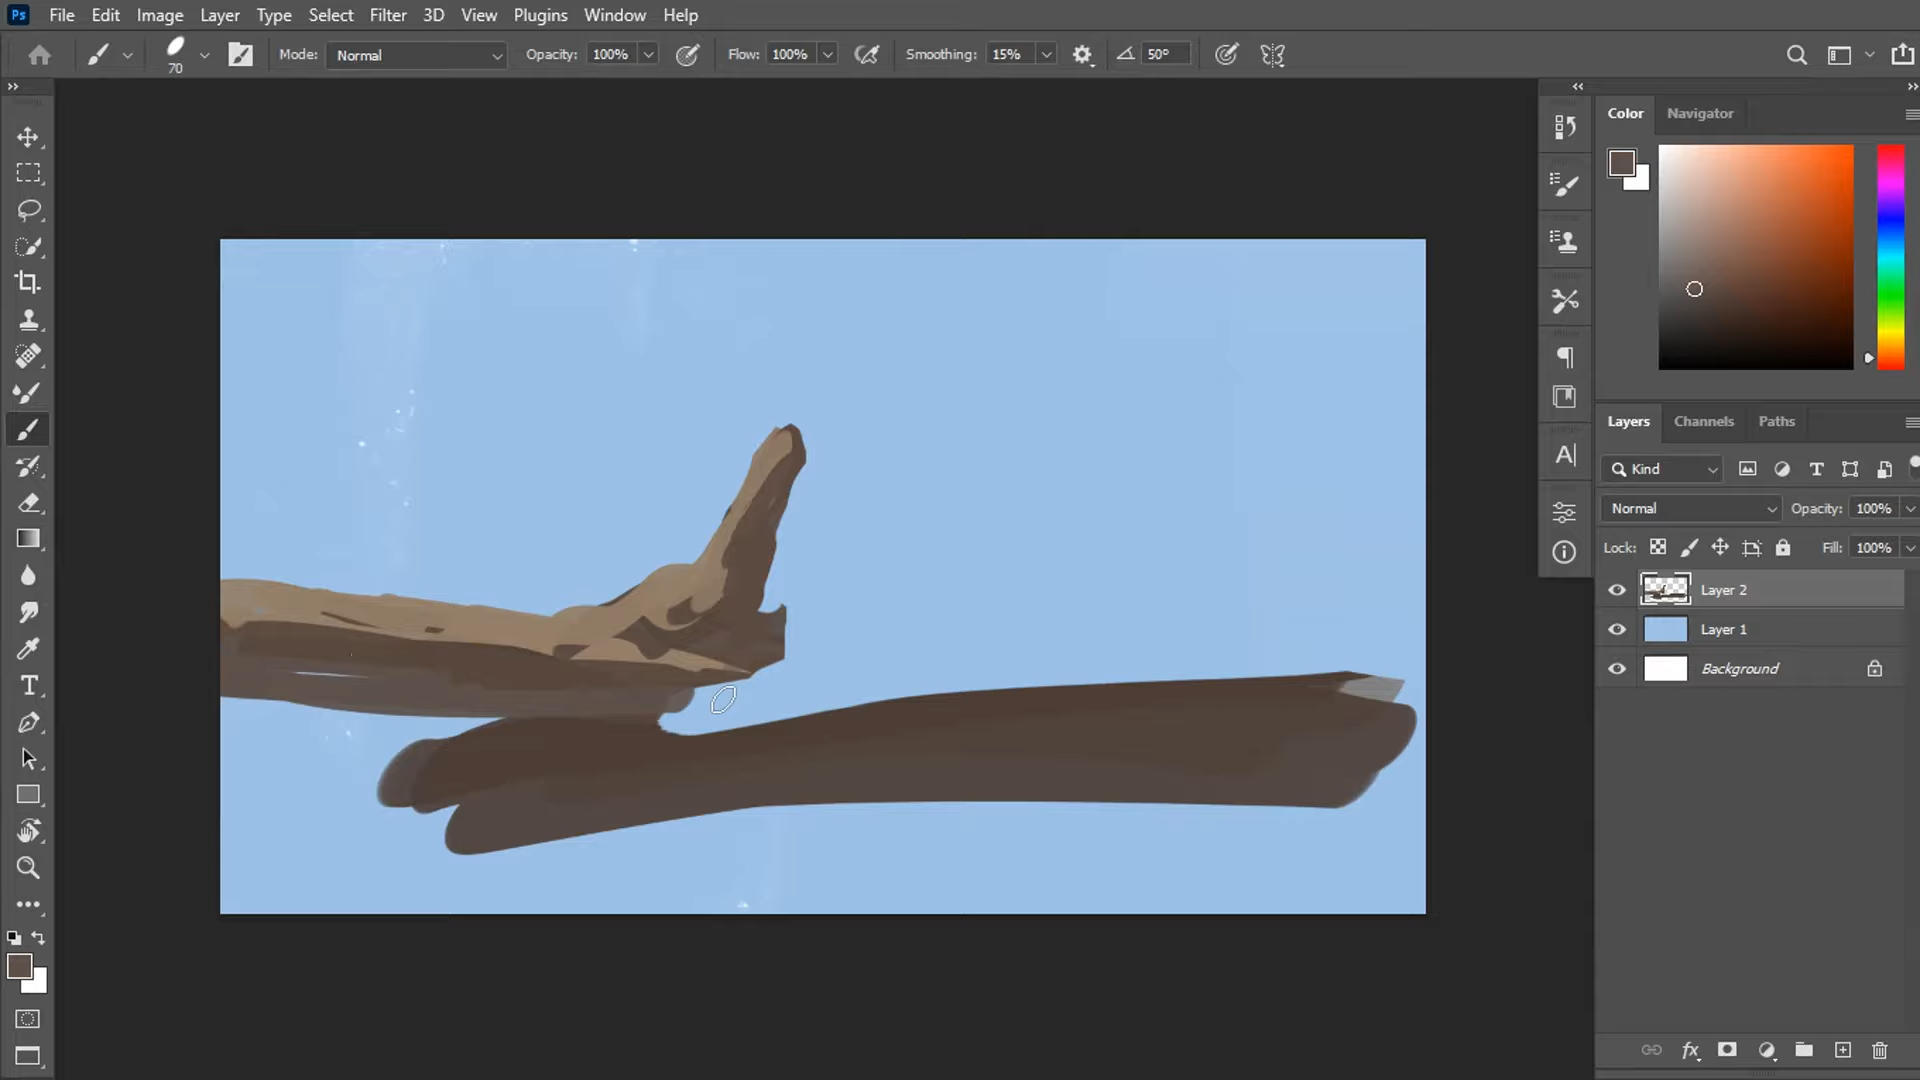 Ps File Edit Image Layer Type Select Filter 3D View Plugins Window Help
70 Mode: Normal Opacity: 100% Flow: 100% Smoothing: 15% 50°
Color Navigator
Layers Channels Paths
Kind
Normal Opacity: 100%
Lock: Fill: 100%
Layer 2
Layer 1
Background
fx